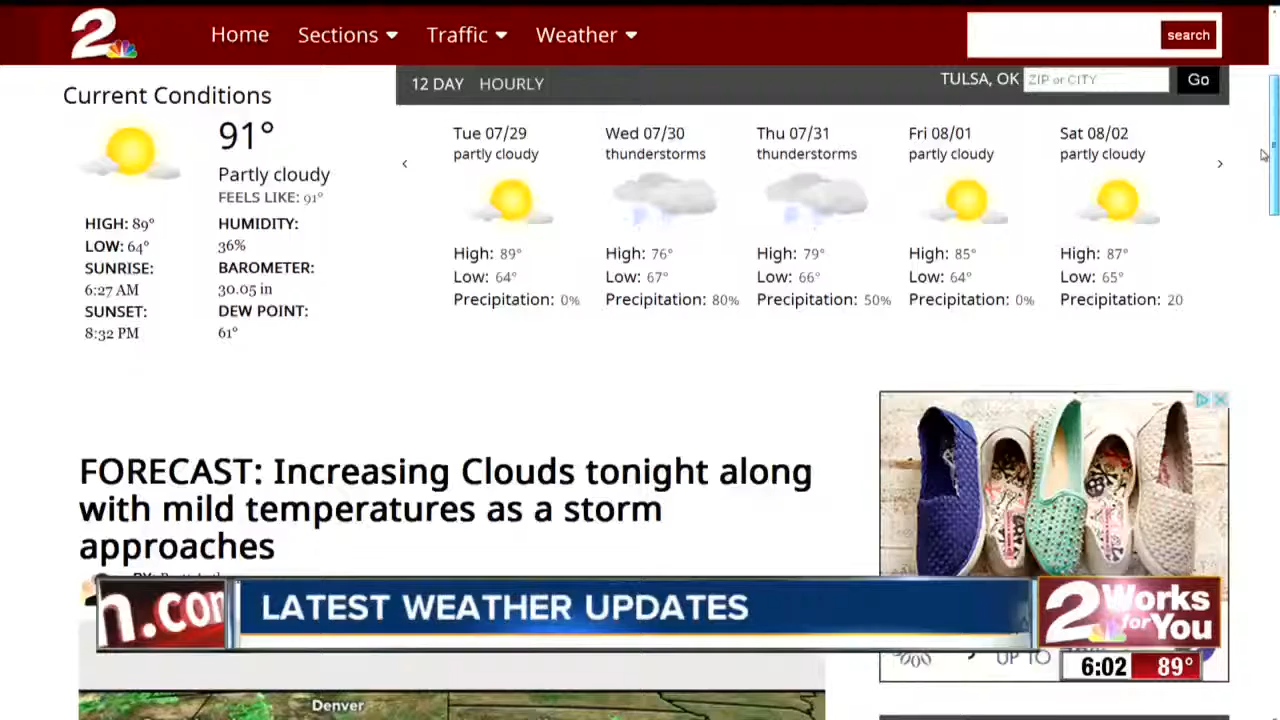 2
Home
Sections
Traffic
Weather
search
12 DAY
HOURLY
TULSA, OK
ZIP or CITY
Go
Current Conditions
91°
Partly cloudy
FEELS LIKE: 91°
HIGH: 89°
LOW: 64°
SUNRISE:
6:27 AM
SUNSET:
8:32 PM
HUMIDITY:
36%
BAROMETER:
30.05 in
DEW POINT:
61°
Tue 07/29
partly cloudy
High: 89°
Low: 64°
Precipitation: 0%
Wed 07/30
thunderstorms
High: 76°
Low: 67°
Precipitation: 80%
Thu 07/31
thunderstorms
High: 79°
Low: 66°
Precipitation: 50%
Fri 08/01
partly cloudy
High: 85°
Low: 64°
Precipitation: 0%
Sat 08/02
partly cloudy
High: 87°
Low: 65°
Precipitation: 20
FORECAST: Increasing Clouds tonight along
with mild temperatures as a storm
approaches
h.com
LATEST WEATHER UPDATES
2 Works
for You
UP TO
6:02 89°
Denver